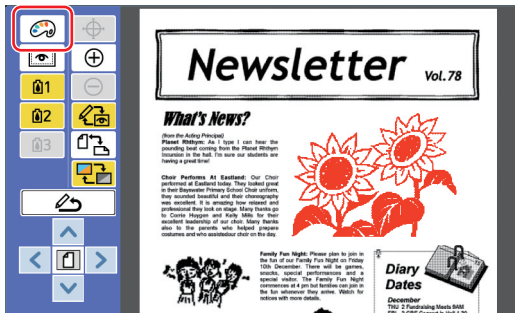 1
2
3
Newsletter Vol. 78
What's News?
(from the Acting Principal)
Planet Rhthym: As I type I can hear the
pounding beat coming from the Planet Rhthym
incursion in the hall. I'm sure our students are
having a great time!
Choir Performs At Eastland: Our Choir
performed at Eastland today. They looked great
in their Bayswater Primary School Choir uniform,
they sounded beautiful and their choreography
was excellent. It is amazing how relaxed and
professional they look on stage. Many thanks go
to Corrie Huygen and Kelly Mills for their
excellent leadership of our choir. Many thanks
also to the parents who helped prepare
costumes and who assistedour choir on the day.
Family Fun Night: Please plan to join in
the fun of our Family Fun Night on Friday
10th December. There will be games,
snacks, special performances and a
special visitor. The Family Fun Night
commences at 4 pm but families can join in
the fun whenever they arrive. Watch for
notices with more details.
Diary
Dates
December
THU 2 Fundraising Meets 9AM